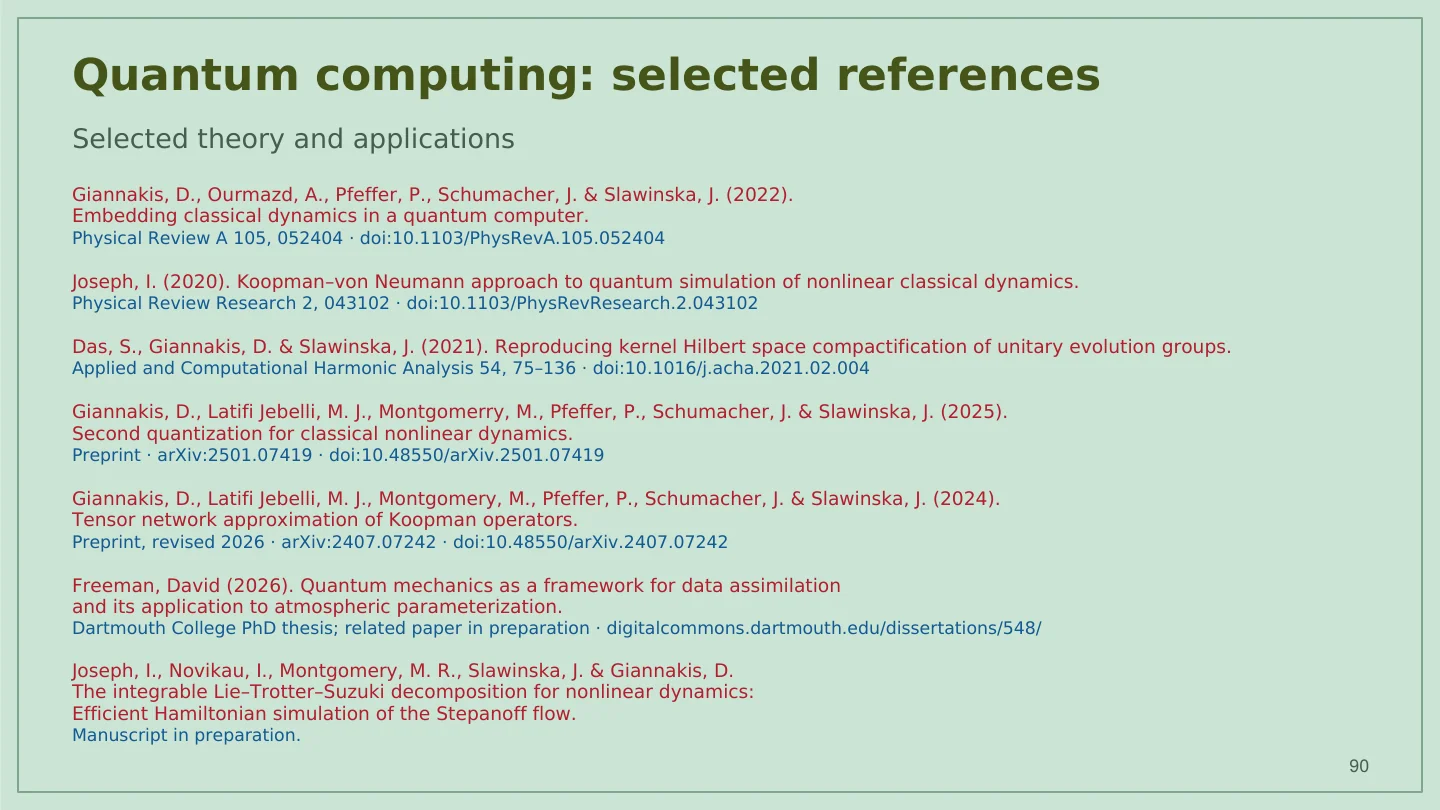 Quantum computing: selected references
Selected theory and applications
Giannakis, D., Ourmazd, A., Pfeffer, P., Schumacher, J. & Slawinska, J. (2022).
Embedding classical dynamics in a quantum computer.
Physical Review A 105, 052404 · doi:10.1103/PhysRevA.105.052404
Joseph, I. (2020). Koopman–von Neumann approach to quantum simulation of nonlinear classical dynamics.
Physical Review Research 2, 043102 · doi:10.1103/PhysRevResearch.2.043102
Das, S., Giannakis, D. & Slawinska, J. (2021). Reproducing kernel Hilbert space compactification of unitary evolution groups.
Applied and Computational Harmonic Analysis 54, 75–136 · doi:10.1016/j.acha.2021.02.004
Giannakis, D., Latifi Jebelli, M. J., Montgomerry, M., Pfeffer, P., Schumacher, J. & Slawinska, J. (2025).
Second quantization for classical nonlinear dynamics.
Preprint · arXiv:2501.07419 · doi:10.48550/arXiv.2501.07419
Giannakis, D., Latifi Jebelli, M. J., Montgomery, M., Pfeffer, P., Schumacher, J. & Slawinska, J. (2024).
Tensor network approximation of Koopman operators.
Preprint, revised 2026 · arXiv:2407.07242 · doi:10.48550/arXiv.2407.07242
Freeman, David (2026). Quantum mechanics as a framework for data assimilation
and its application to atmospheric parameterization.
Dartmouth College PhD thesis; related paper in preparation · digitalcommons.dartmouth.edu/dissertations/548/
Joseph, I., Novikau, I., Montgomery, M. R., Slawinska, J. & Giannakis, D.
The integrable Lie–Trotter–Suzuki decomposition for nonlinear dynamics:
Efficient Hamiltonian simulation of the Stepanoff flow.
Manuscript in preparation.
90